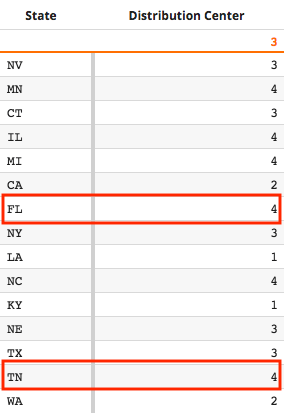 State Distribution Center
3
NV 3
MN 4
CT 3
IL 4
MI 4
CA 2
FL 4
NY 3
LA 1
NC 4
KY 1
NE 3
TX 3
TN 4
WA 2